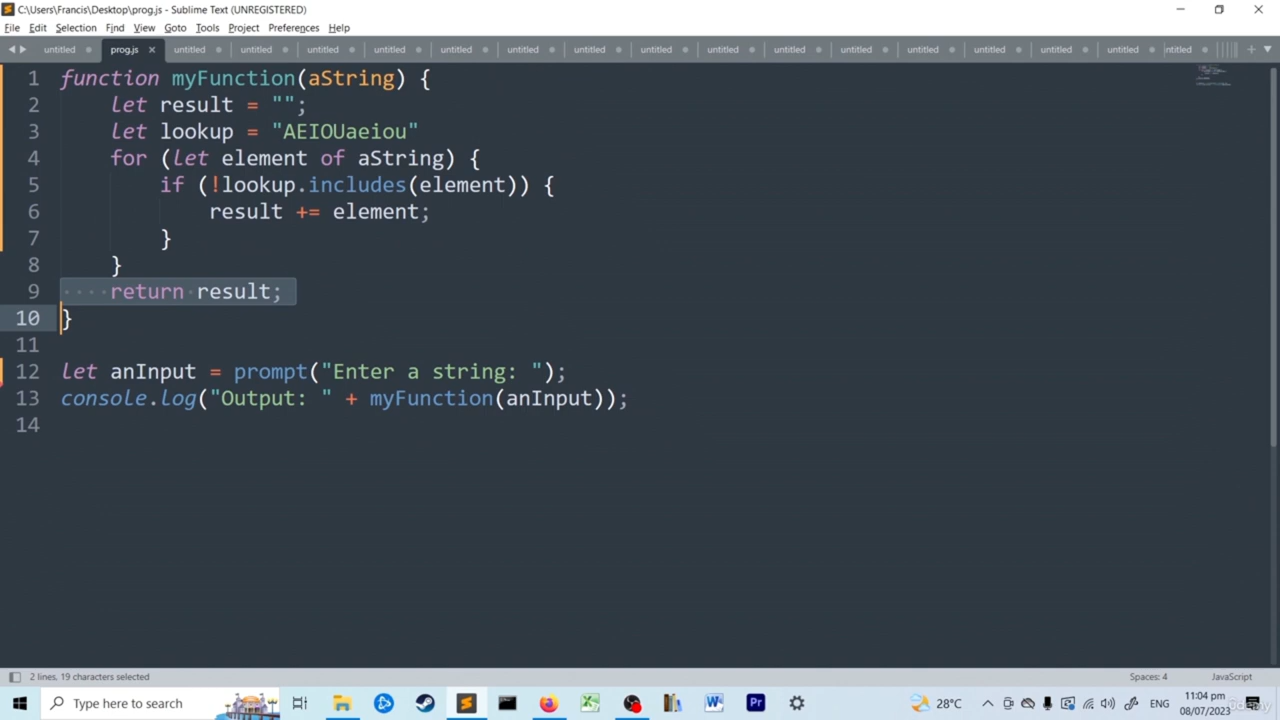 C:\Users\Francis\Desktop\prog.js - Sublime Text (UNREGISTERED)
File Edit Selection Find View Goto Tools Project Preferences Help
untitled prog.js untitled untitled untitled untitled untitled untitled untitled untitled untitled untitled untitled untitled untitled untitled untitled ntitled
1 function myFunction(aString) {
2 let result = "";
3 let lookup = "AEIOUaeiou"
4 for (let element of aString) {
5 if (!lookup.includes(element)) {
6 result += element;
7 }
8 }
9 ····return·result;
10 }
11
12 let anInput = prompt("Enter a string: ");
13 console.log("Output: " + myFunction(anInput));
14
2 lines, 19 characters selected Spaces: 4 JavaScript
Type here to search 28°C ENG 11:04 pm
08/07/2023
Udemy